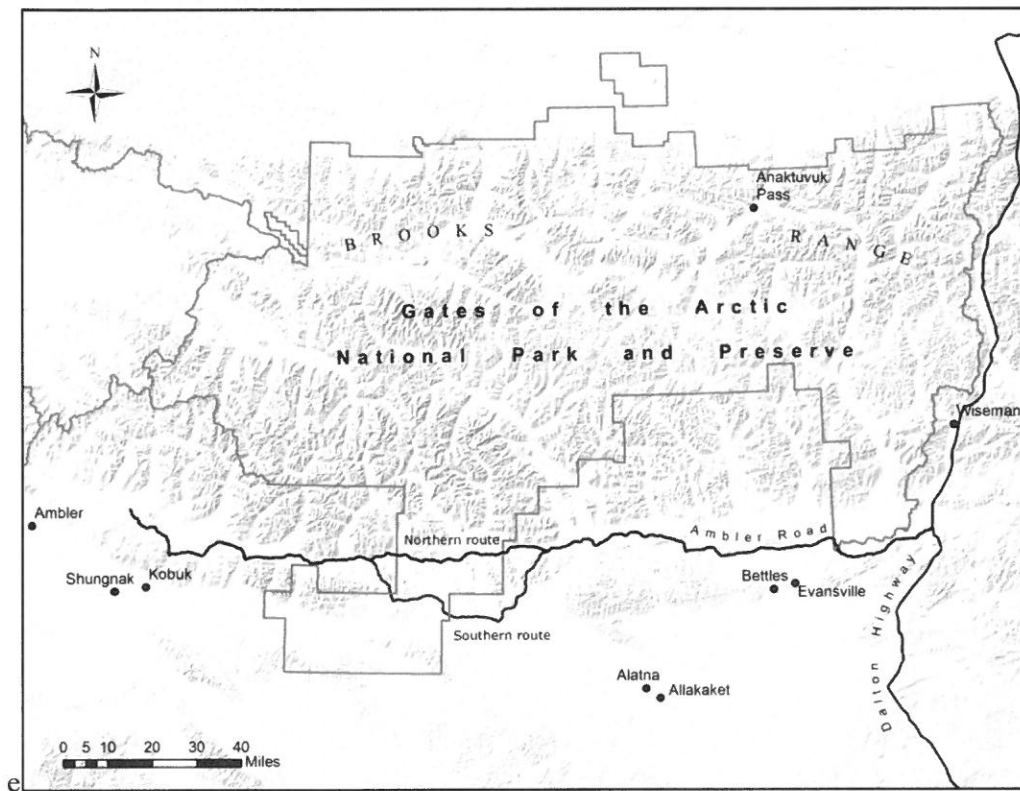 N
Anaktuvuk
Pass
BROOKS RANGE
Gates of the Arctic
National Park and Preserve
Wiseman
Ambler
Ambler Road
Northern route
Shungnak
Kobuk
Bettles
Evansville
Southern route
Dalton Highway
Alatna
Allakaket
0 5 10 20 30 40
Miles
e